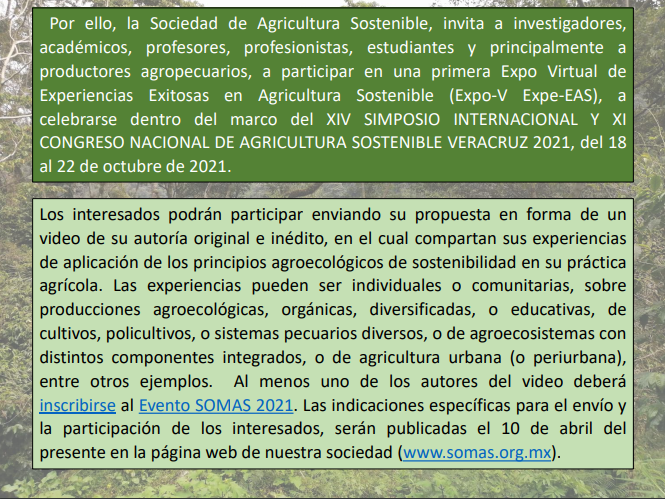 Por ello, la Sociedad de Agricultura Sostenible, invita a investigadores,
académicos, profesores, profesionistas, estudiantes y principalmente a
productores agropecuarios, a participar en una primera Expo Virtual de
Experiencias Exitosas en Agricultura Sostenible (Expo-V Expe-EAS), a
celebrarse dentro del marco del XIV SIMPOSIO INTERNACIONAL Y XI
CONGRESO NACIONAL DE AGRICULTURA SOSTENIBLE VERACRUZ 2021, del 18
al 22 de octubre de 2021.
Los interesados podrán participar enviando su propuesta en forma de un
video de su autoría original e inédito, en el cual compartan sus experiencias
de aplicación de los principios agroecológicos de sostenibilidad en su práctica
agrícola. Las experiencias pueden ser individuales o comunitarias, sobre
producciones agroecológicas, orgánicas, diversificadas, o educativas, de
cultivos, policultivos, o sistemas pecuarios diversos, o de agroecosistemas con
distintos componentes integrados, o de agricultura urbana (o periurbana),
entre otros ejemplos. Al menos uno de los autores del video deberá
inscribirse al Evento SOMAS 2021. Las indicaciones específicas para el envío y
la participación de los interesados, serán publicadas el 10 de abril del
presente en la página web de nuestra sociedad (www.somas.org.mx).